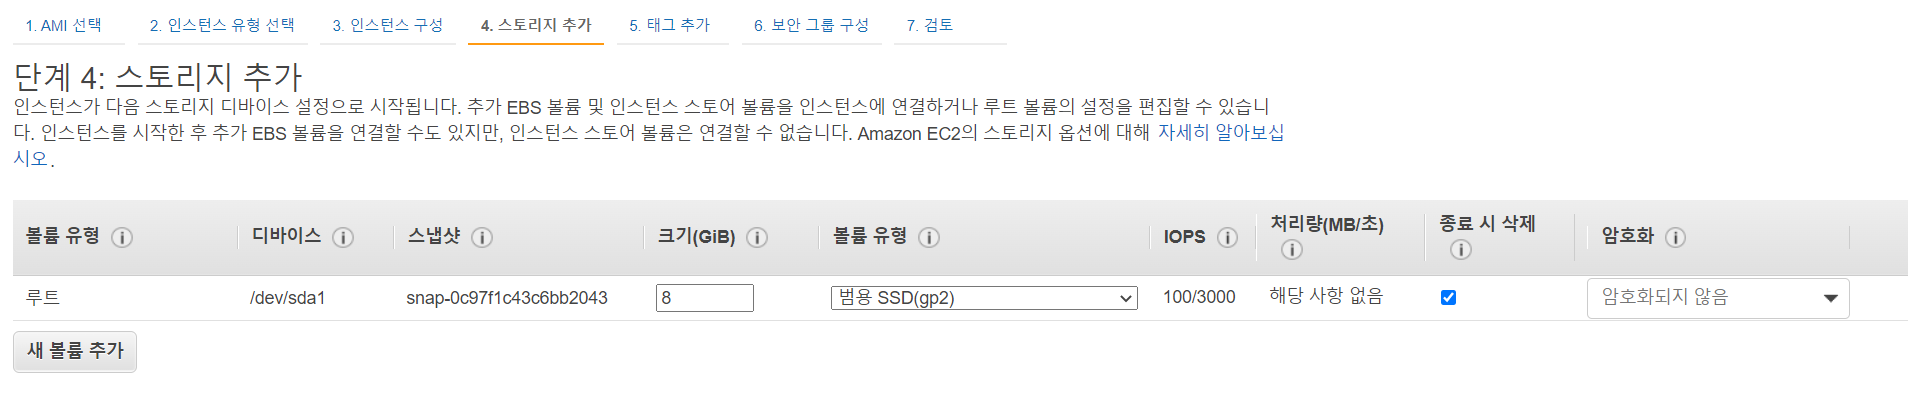 1. AMI 선택 2. 인스턴스 유형 선택 3. 인스턴스 구성 4. 스토리지 추가 5. 태그 추가 6. 보안 그룹 구성 7. 검토
단계 4: 스토리지 추가
인스턴스가 다음 스토리지 디바이스 설정으로 시작됩니다. 추가 EBS 볼륨 및 인스턴스 스토어 볼륨을 인스턴스에 연결하거나 루트 볼륨의 설정을 편집할 수 있습니
다. 인스턴스를 시작한 후 추가 EBS 볼륨을 연결할 수도 있지만, 인스턴스 스토어 볼륨은 연결할 수 없습니다. Amazon EC2의 스토리지 옵션에 대해 자세히 알아보십
시오.
볼륨 유형 디바이스 스냅샷 크기(GiB) 볼륨 유형 IOPS 처리량(MB/초) 종료 시 삭제 암호화
루트 /dev/sda1 snap-0c97f1c43c6bb2043 8 범용 SSD(gp2) 100/3000 해당 사항 없음 암호화되지 않음
새 볼륨 추가